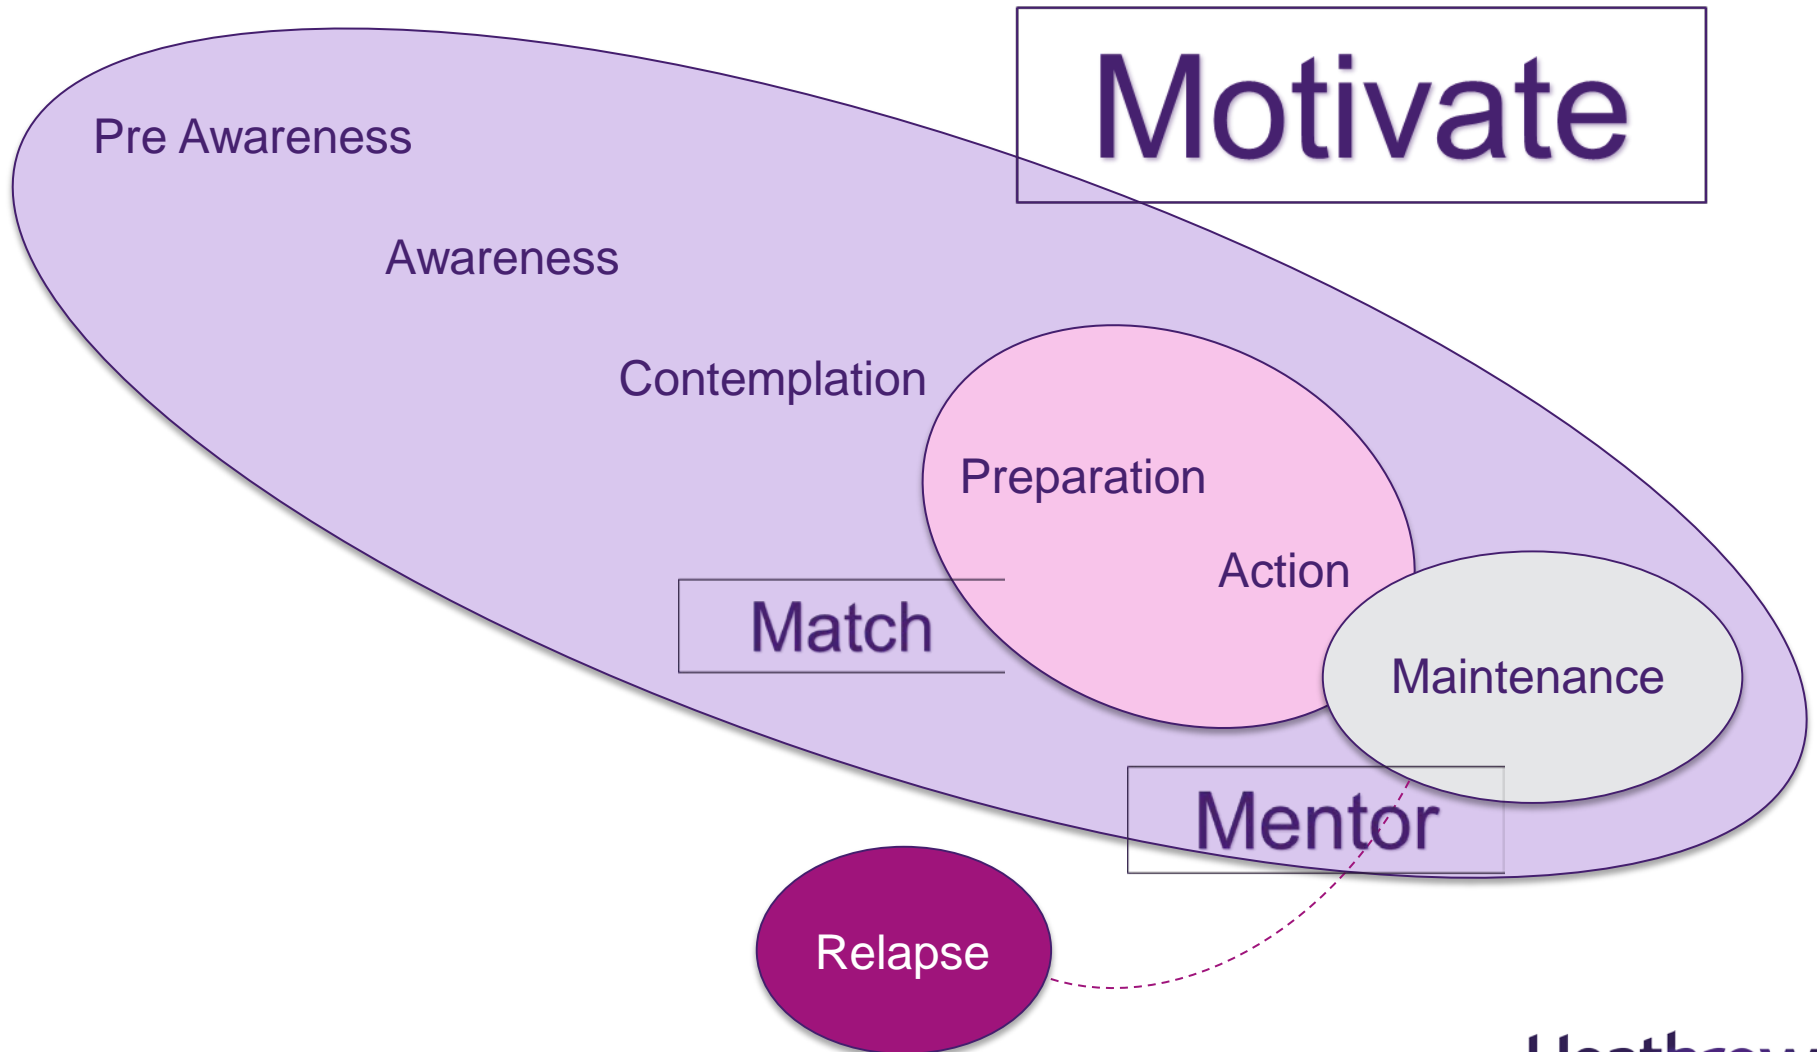 Motivate
Pre Awareness
Awareness
Contemplation
Preparation
Action
Match
Maintenance
Mentor
Relapse